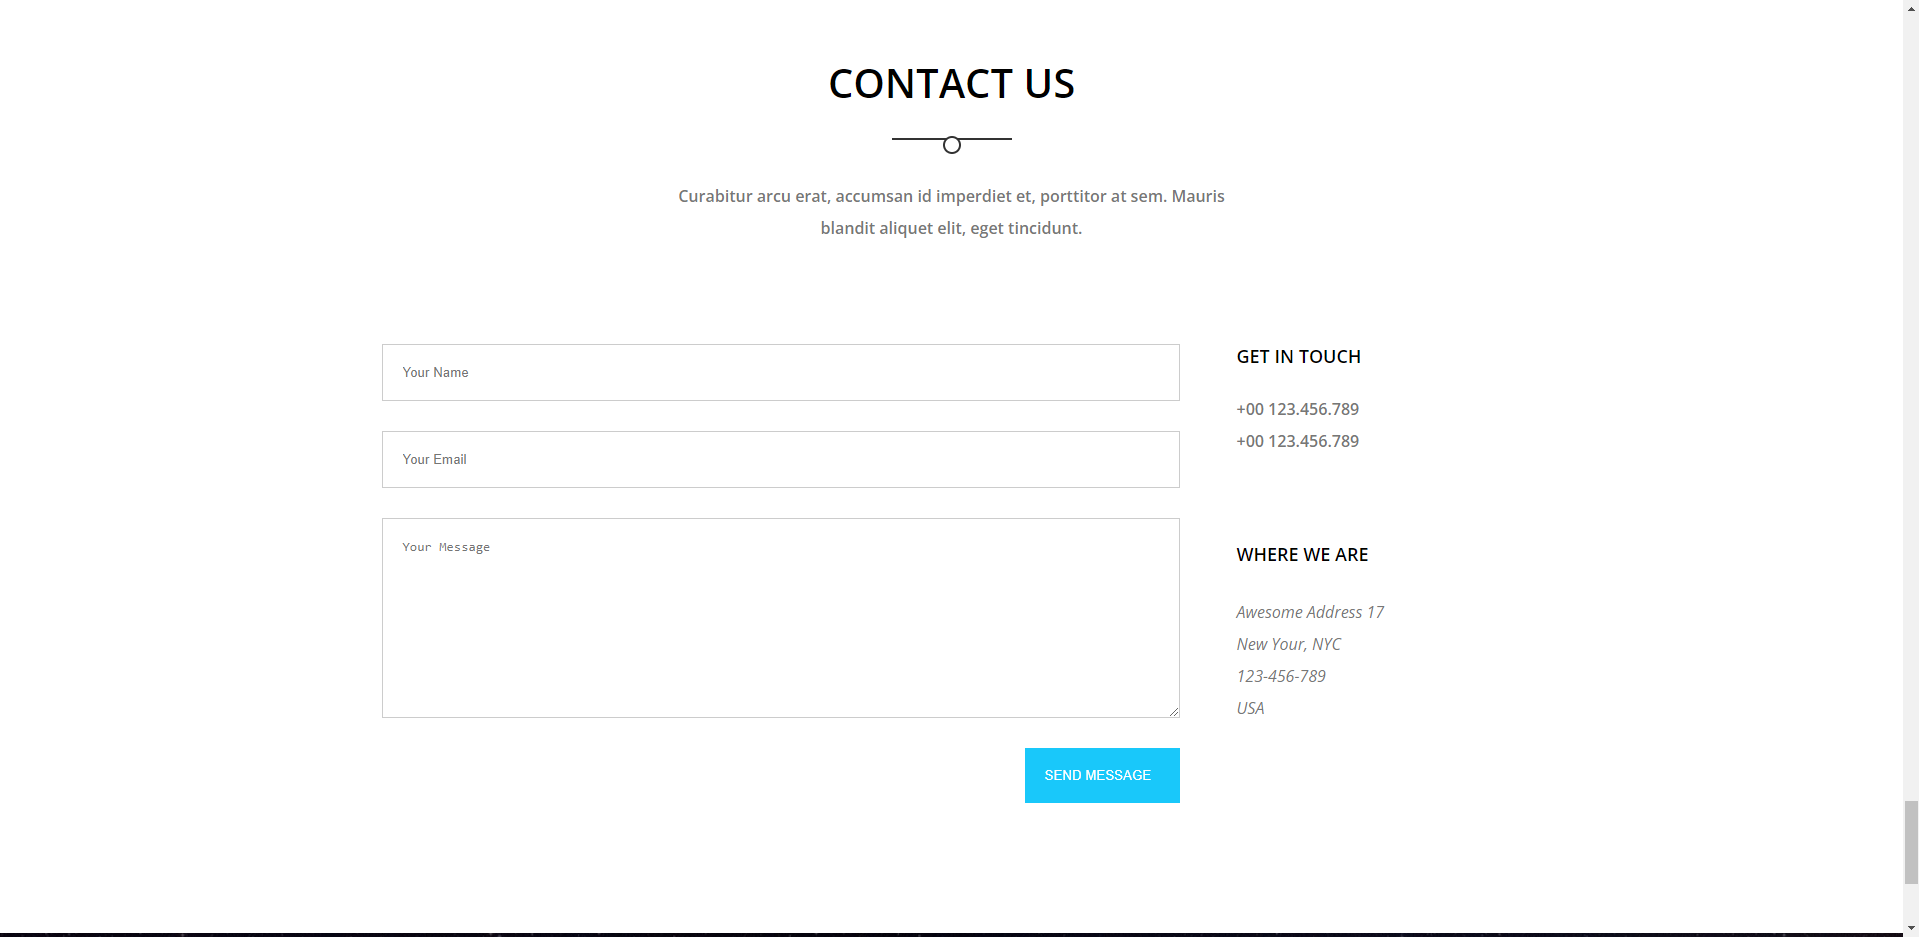 CONTACT US
Curabitur arcu erat, accumsan id imperdiet et, porttitor at sem. Mauris
blandit aliquet elit, eget tincidunt.
Your Name
Your Email
Your Message
SEND MESSAGE
GET IN TOUCH
+00 123.456.789
+00 123.456.789
WHERE WE ARE
Awesome Address 17
New Your, NYC
123-456-789
USA